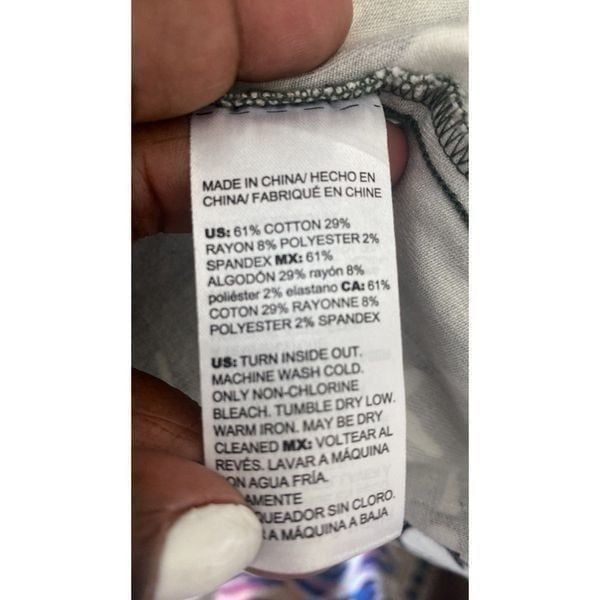 MADE IN CHINA/ HECHO EN
CHINA/ FABRIQUÉ EN CHINE
US: 61% COTTON 29%
RAYON 8% POLYESTER 2%
SPANDEX MX: 61%
ALGODÓN 29% rayón 8%
poliéster 2% elastano CA: 61%
COTON 29% RAYONNE 8%
POLYESTER 2% SPANDEX
US: TURN INSIDE OUT.
MACHINE WASH COLD.
ONLY NON-CHLORINE
BLEACH. TUMBLE DRY LOW.
WARM IRON. MAY BE DRY
CLEANED MX: VOLTEAR AL
REVÉS. LAVAR A MÁQUINA
ON AGUA FRÍA.
AMENTE
QUEADOR SIN CLORO.
A MÁQUINA A BAJA